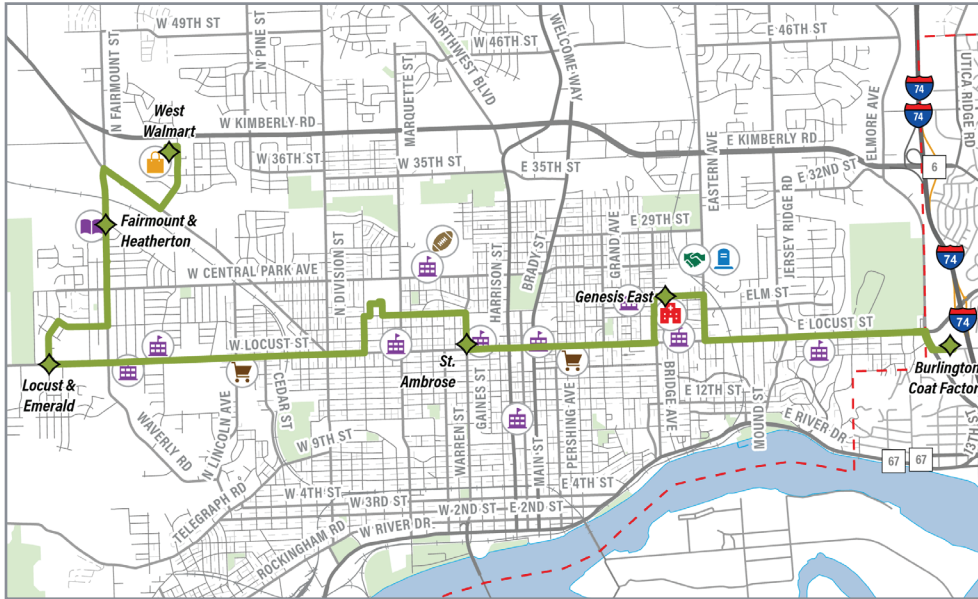 W 49TH ST
N PINE ST
N FAIRMOUNT ST
MARQUETTE ST
NORTHWEST BLVD
W 46TH ST
WELCOME WAY
E 46TH ST
UTICA RIDGE RD
74
74
ELMORE AVE
West
Walmart
W KIMBERLY RD
E KIMBERLY RD
W 36TH ST
W 35TH ST
E 35TH ST
EASTERN AVE
E 32ND ST
6
JERSEY RIDGE RD
Fairmount &
Heatherton
E 29TH ST
GRAND AVE
N DIVISION ST
HARRISON ST
BRADY ST
W CENTRAL PARK AVE
74
Genesis East
ELM ST
74
E LOCUST ST
W LOCUST ST
Locust &
Emerald
St.
Ambrose
Burlington
Coat Factor
CEDAR ST
N LINCOLN AVE
WAVERLY RD
WARREN ST
GAINES ST
MAIN ST
PERSHING AVE
BRIDGE AVE
E 12TH ST
MOUND ST
E RIVER DR
S 13T
67
67
W 9TH ST
TELEGRAPH RD
W 4TH ST
E 4TH ST
W 3RD ST
W 2ND ST
E 2ND ST
ROCKINGHAM RD
W RIVER DR